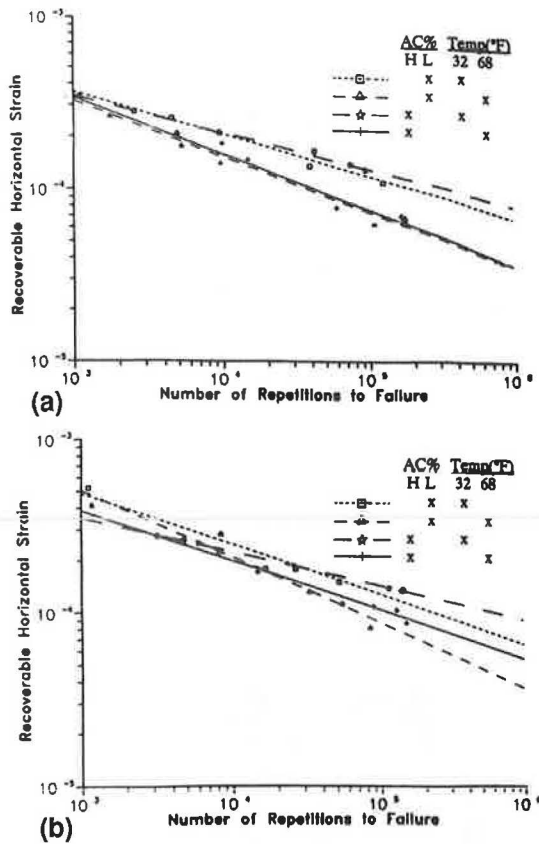 10⁻³
AC% Temp(°F)
H L 32 68
X X
X X
X X
X X
Recoverable Horizontal Strain
10⁻⁴
10⁻⁵
10³ 10⁴ 10⁵ 10⁶
(a)
Number of Repetitions to Failure
10⁻³
AC% Temp(°F)
H L 32 68
X X
X X
X X
X X
Recoverable Horizontal Strain
10⁻⁴
10⁻⁵
10³ 10⁴ 10⁵ 10⁶
(b)
Number of Repetitions to Failure